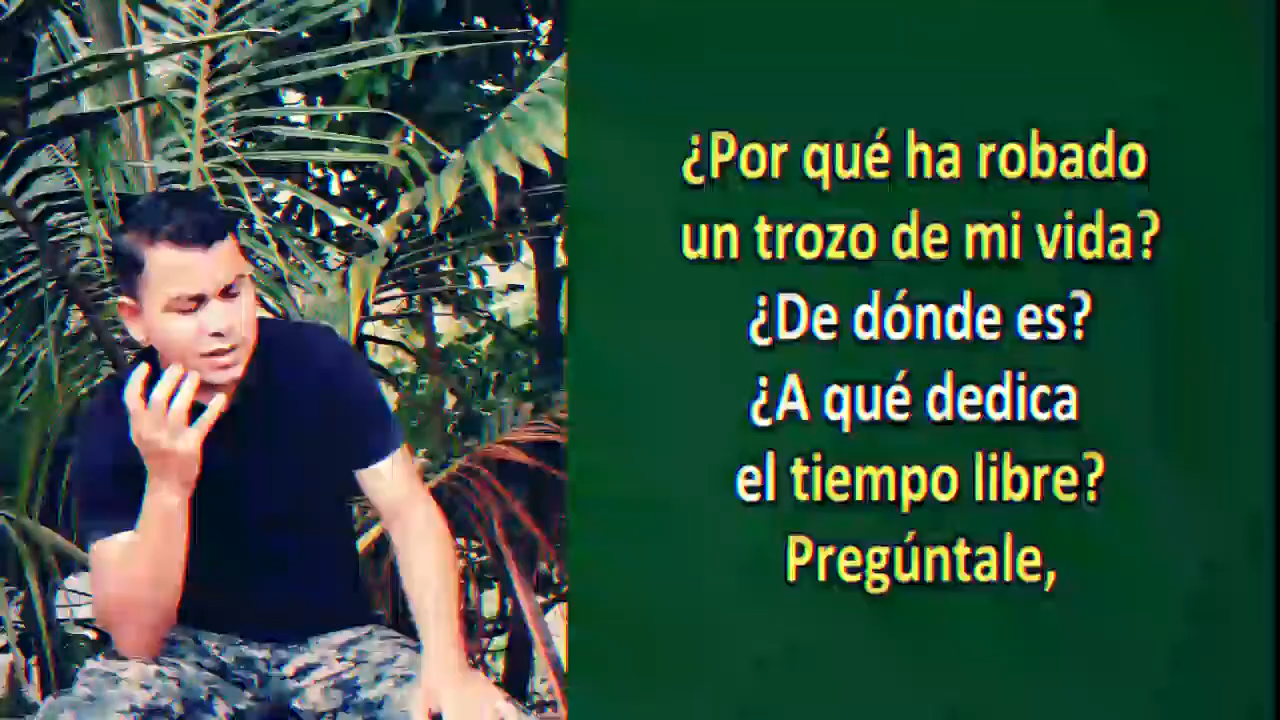 ¿Por qué ha robado
un trozo de mi vida?
¿De dónde es?
¿A qué dedica
el tiempo libre?
Pregúntale,